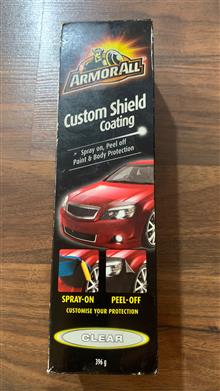 ARMORALL
Custom Shield
Coating
Spray on, Peel off
Paint & Body Protection
SPRAY-ON
PEEL-OFF
CUSTOMISE YOUR PROTECTION
CLEAR
396 g